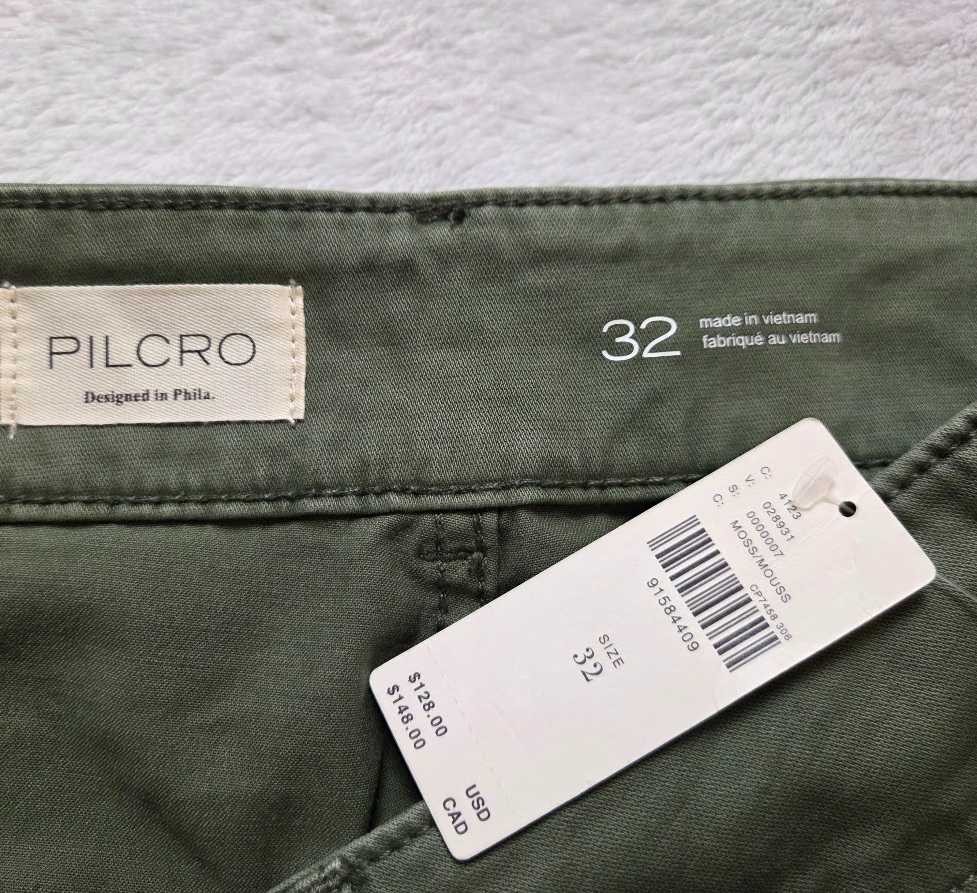 PILCRO
Designed in Phila.
32
made in vietnam
fabriqué au vietnam
C: 4123
V: 028931
S: 0000007
C: MOSS/MOUSS
CP7458 308
91584409
SIZE
32
$128.00 USD
$148.00 CAD